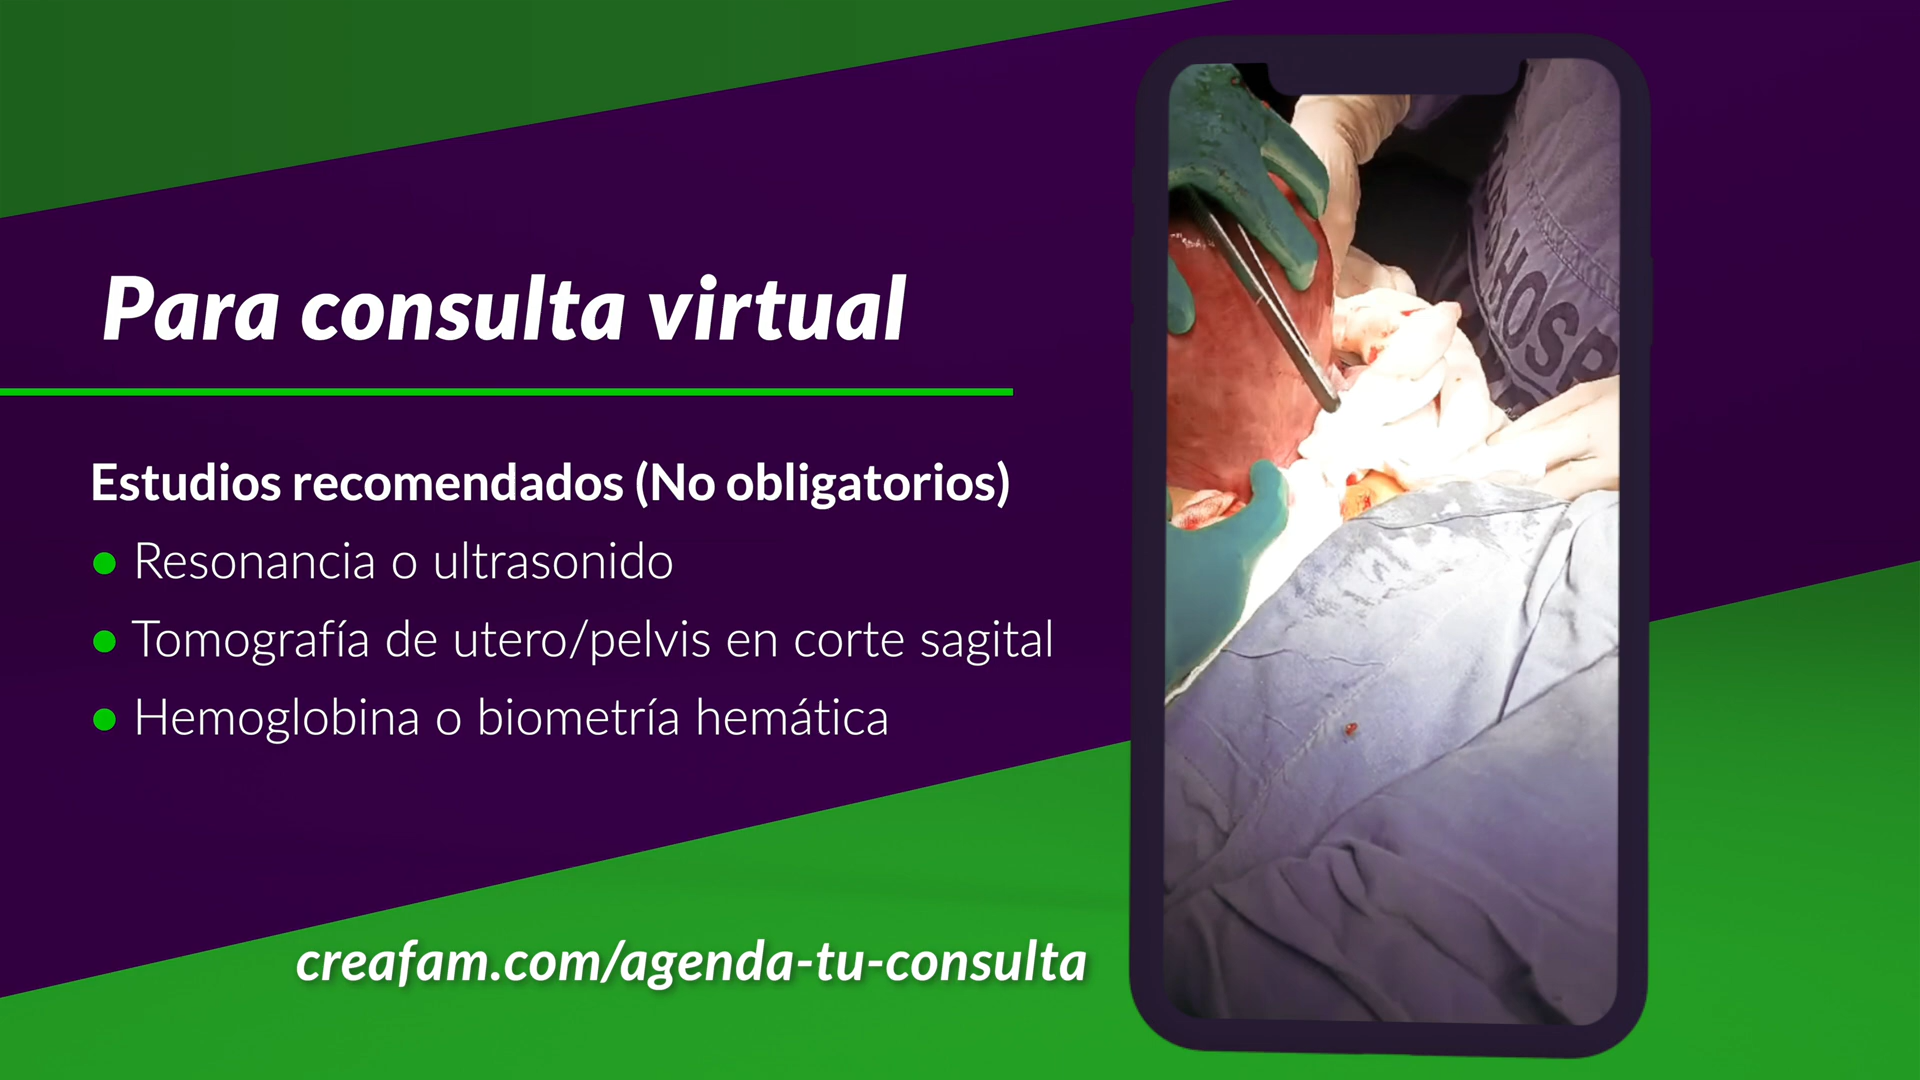 Para consulta virtual
Estudios recomendados (No obligatorios)
Resonancia o ultrasonido
Tomografía de utero/pelvis en corte sagital
Hemoglobina o biometría hemática
creafam.com/agenda-tu-consulta
HOSP